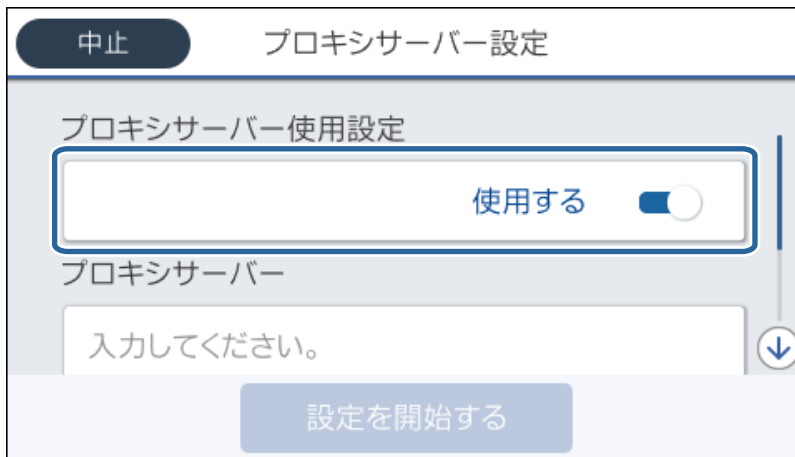 中止 プロキシサーバー設定
プロキシサーバー使用設定
使用する
プロキシサーバー
入力してください。
設定を開始する